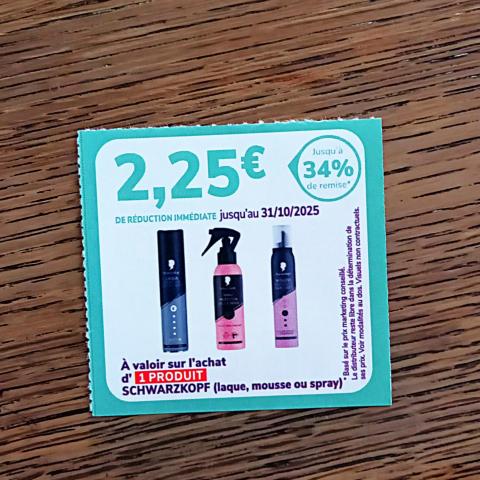 2,25€
Jusqu'à
34%
de remise*
DE RÉDUCTION IMMÉDIATE jusqu'au 31/10/2025
À valoir sur l'achat
d' 1 PRODUIT
SCHWARZKOPF (laque, mousse ou spray)*
* Basé sur le prix marketing conseillé.
Le distributeur reste libre dans la détermination de
ses prix. Voir modalités au dos. Visuels non contractuels.